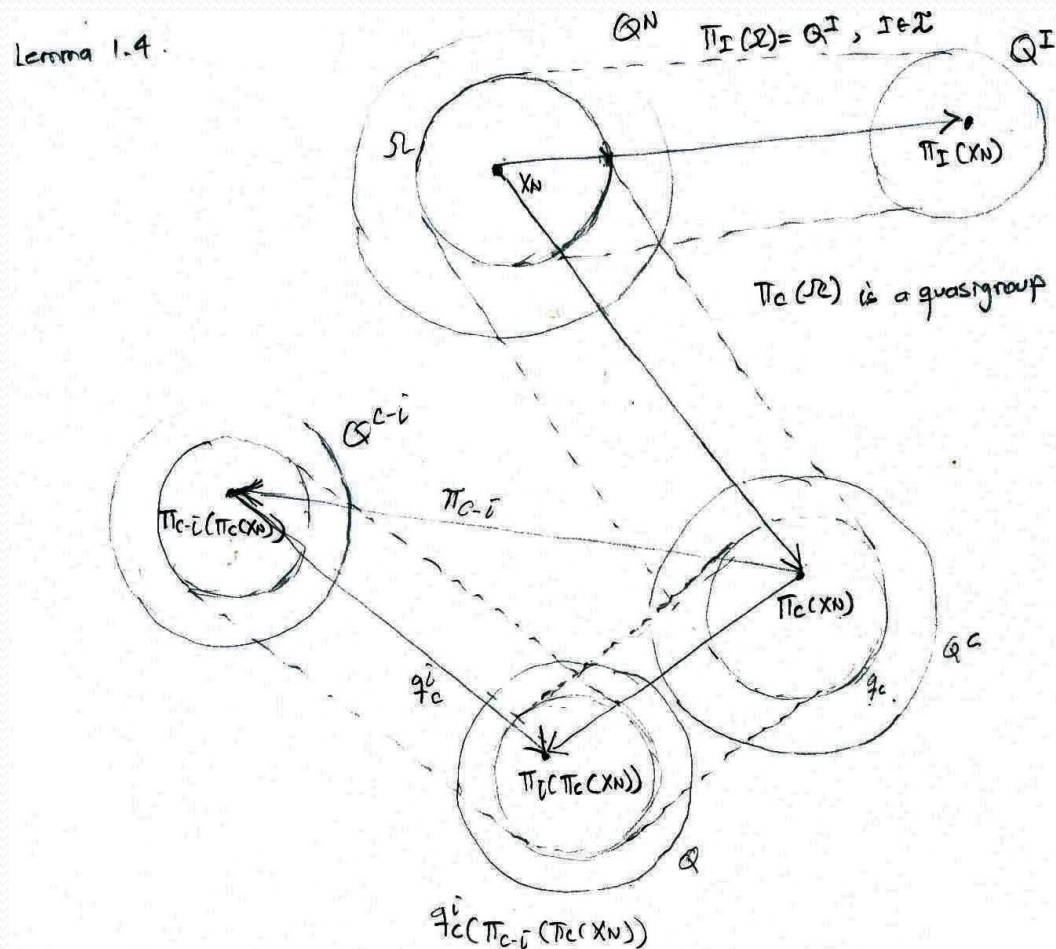 Lemma 1.4.
Q^N
Π_I(Ω) = Q^I, I∈𝓘
Q^I
Ω
X_N
Π_I(X_N)
Π_C(Ω) is a quasigroup
Q^{C-i}
Π_{C-i}
Π_{C-i}(Π_C(X_N))
Π_C(X_N)
Q^C
q_C
q_C^i
Π_i(Π_C(X_N))
Q
q_C^i(Π_{C-i}(Π_C(X_N))